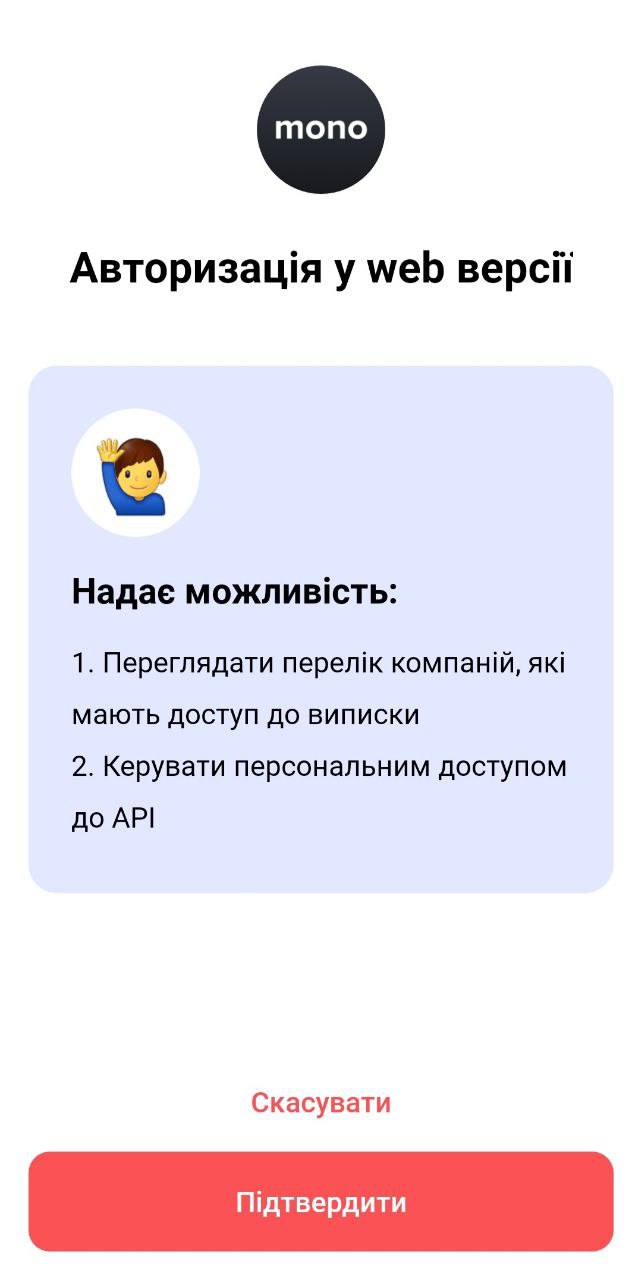 mono
Авторизація у web версії
Надає можливість:
1. Переглядати перелік компаній, які
мають доступ до виписки
2. Керувати персональним доступом
до API
Скасувати
Підтвердити